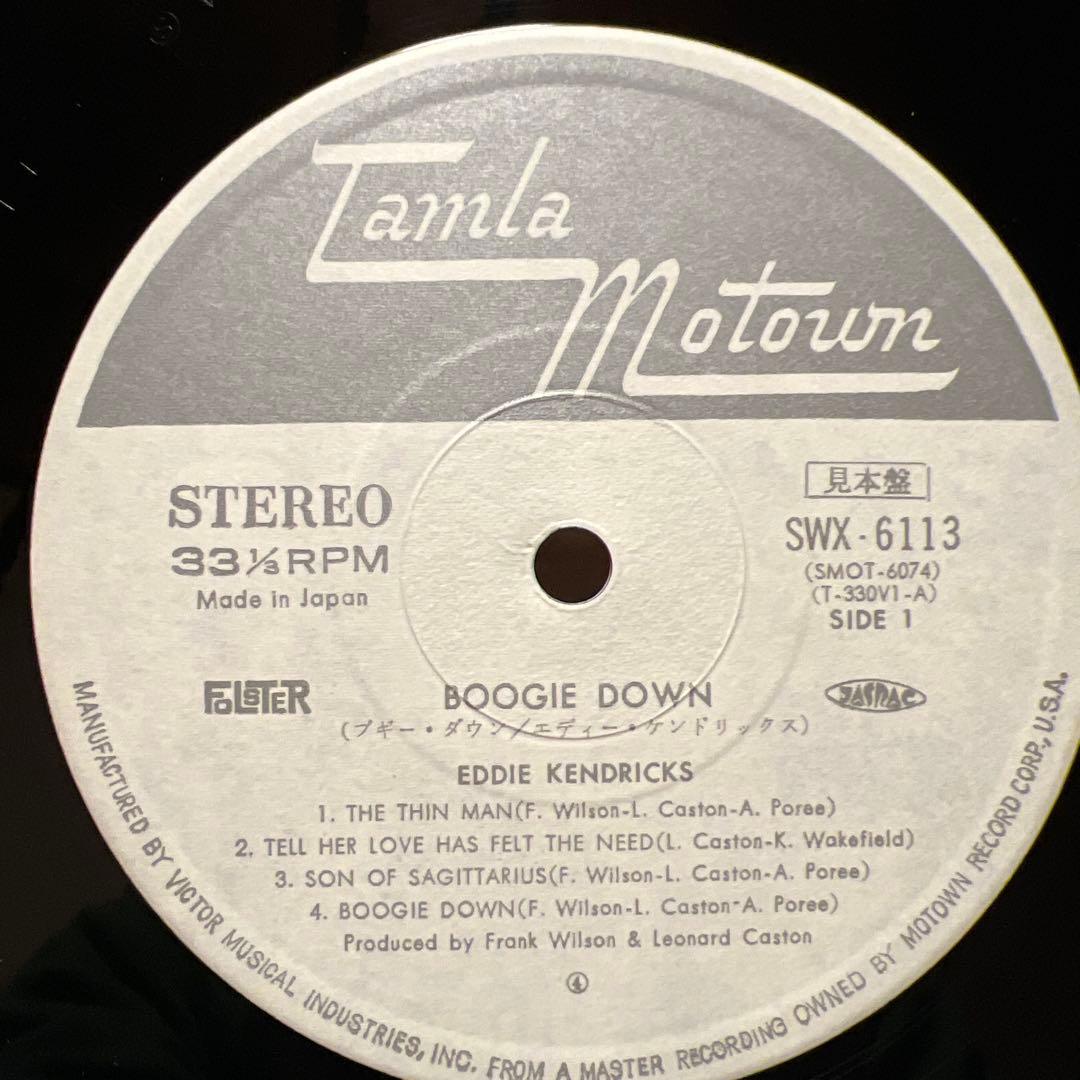 Tamla
Motown
STEREO
33⅓RPM
Made in Japan
見本盤
SWX-6113
(SMOT-6074)
(T-330V1-A)
SIDE 1
FOLSTER
JASRAC
BOOGIE DOWN
(ブギー・ダウン/エディー・ケンドリックス)
EDDIE KENDRICKS
1. THE THIN MAN(F. Wilson-L. Caston-A. Poree)
2. TELL HER LOVE HAS FELT THE NEED(L. Caston-K. Wakefield)
3. SON OF SAGITTARIUS(F. Wilson-L. Caston-A. Poree)
4. BOOGIE DOWN(F. Wilson-L. Caston-A. Poree)
Produced by Frank Wilson & Leonard Caston
④
MANUFACTURED BY VICTOR MUSICAL INDUSTRIES, INC. FROM A MASTER RECORDING OWNED BY MOTOWN RECORD CORP., U.S.A.